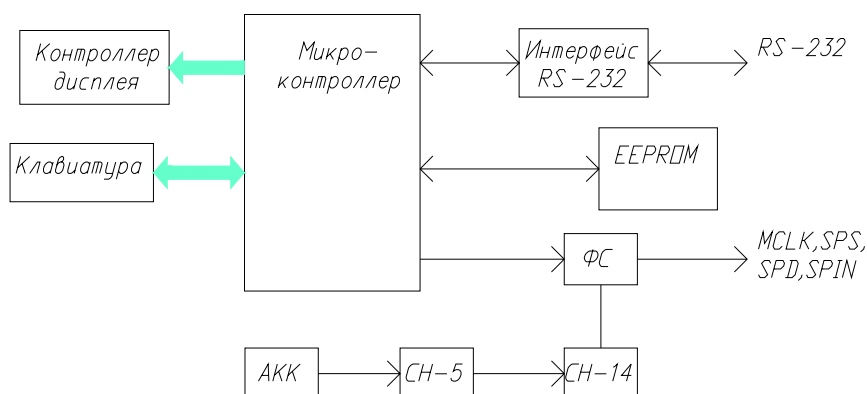 Контроллер
дисплея
Микро-
контроллер
Интерфейс
RS-232
RS-232
Клавиатура
EEPROM
ФС
MCLK,SPS,
SPD,SPIN
АКК
СН-5
СН-14